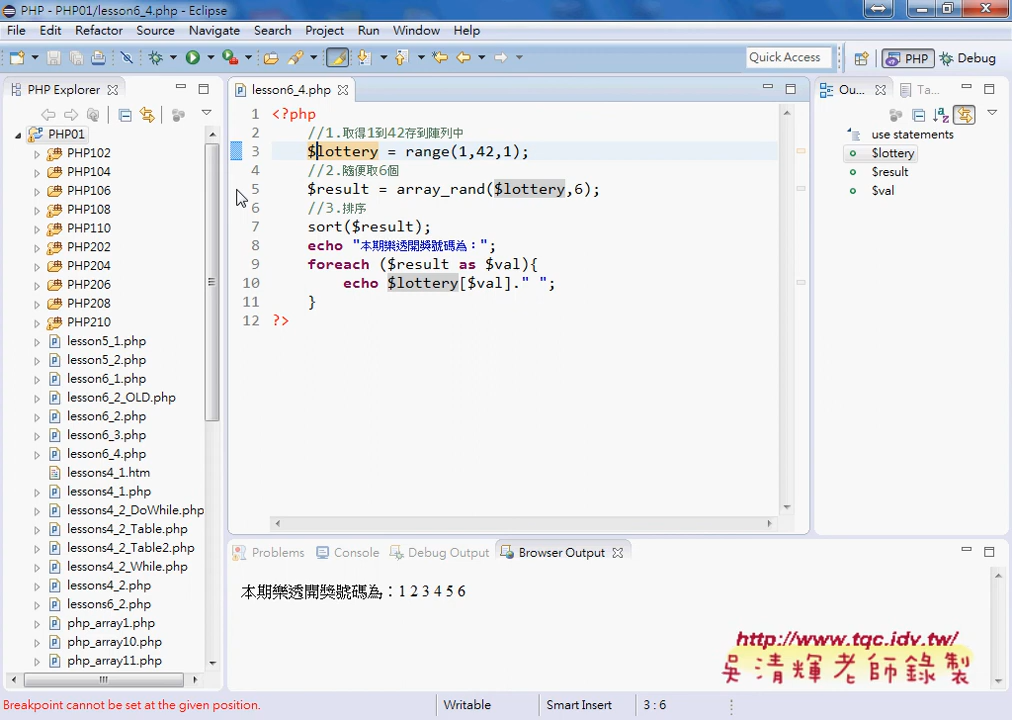 PHP - PHP01/lesson6_4.php - Eclipse
File Edit Refactor Source Navigate Search Project Run Window Help
Quick Access PHP Debug
PHP Explorer
PHP01
PHP102
PHP104
PHP106
PHP108
PHP110
PHP202
PHP204
PHP206
PHP208
PHP210
lesson5_1.php
lesson5_2.php
lesson6_1.php
lesson6_2_OLD.php
lesson6_2.php
lesson6_3.php
lesson6_4.php
lessons4_1.htm
lessons4_1.php
lessons4_2_DoWhile.php
lessons4_2_Table.php
lessons4_2_Table2.php
lessons4_2_While.php
lessons4_2.php
lessons6_2.php
php_array1.php
php_array10.php
php_array11.php
lesson6_4.php
1 <?php
2 //1.取得1到42存到陣列中
3 $lottery = range(1,42,1);
4 //2.隨便取6個
5 $result = array_rand($lottery,6);
6 //3.排序
7 sort($result);
8 echo "本期樂透開獎號碼為：";
9 foreach ($result as $val){
10 echo $lottery[$val]." ";
11 }
12 ?>
Ou... Ta...
use statements
$lottery
$result
$val
Problems Console Debug Output Browser Output
本期樂透開獎號碼為：1 2 3 4 5 6
http://www.tqc.idv.tw/
吳清輝老師錄製
Breakpoint cannot be set at the given position. Writable Smart Insert 3 : 6